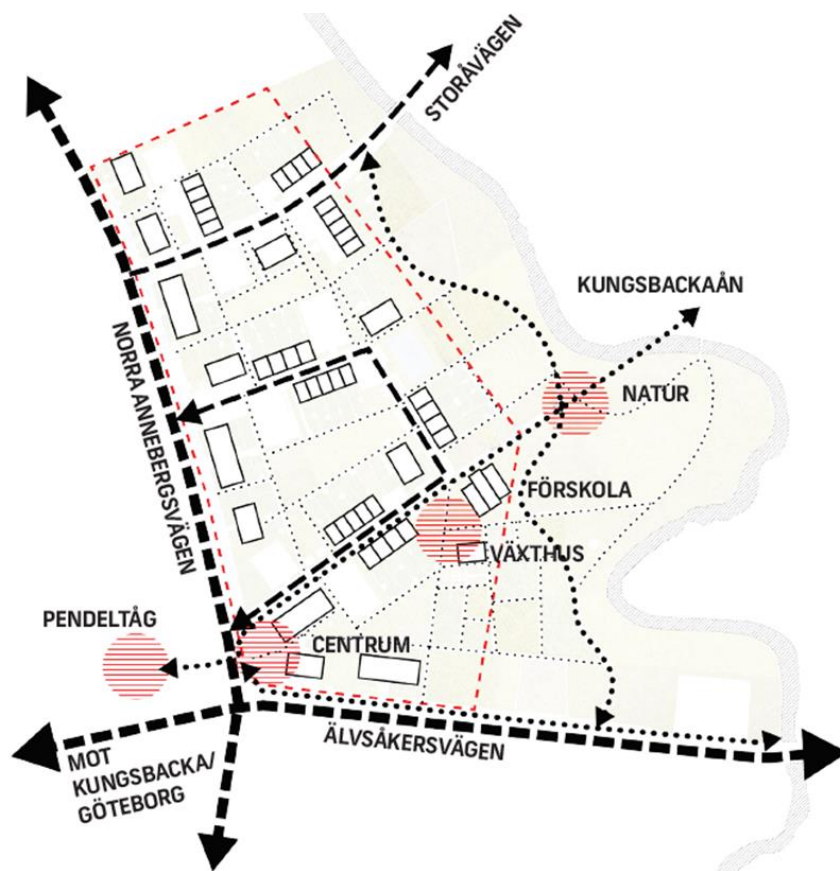 STORÅVÄGEN
KUNGSBACKAÅN
NATUR
NORRA ANNEBERGSVÄGEN
FÖRSKOLA
VÄXTHUS
PENDELTÅG
CENTRUM
ÄLVSÅKERSVÄGEN
MOT
KUNGSBACKA/
GÖTEBORG